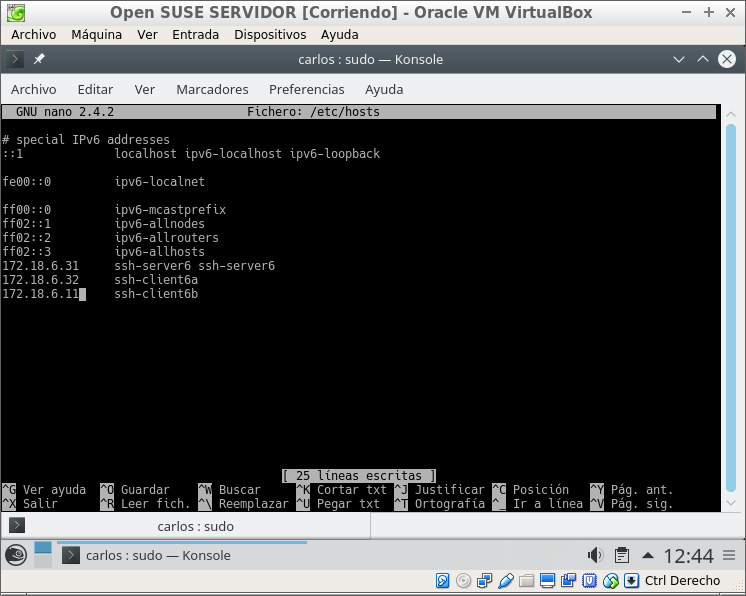 Open SUSE SERVIDOR [Corriendo] - Oracle VM VirtualBox
Archivo Máquina Ver Entrada Dispositivos Ayuda
carlos : sudo — Konsole
Archivo Editar Ver Marcadores Preferencias Ayuda
GNU nano 2.4.2 Fichero: /etc/hosts
# special IPv6 addresses
::1 localhost ipv6-localhost ipv6-loopback
fe00::0 ipv6-localnet
ff00::0 ipv6-mcastprefix
ff02::1 ipv6-allnodes
ff02::2 ipv6-allrouters
ff02::3 ipv6-allhosts
172.18.6.31 ssh-server6 ssh-server6
172.18.6.32 ssh-client6a
172.18.6.11 ssh-client6b
[ 25 líneas escritas ]
^G Ver ayuda ^O Guardar ^W Buscar ^K Cortar txt ^J Justificar ^C Posición ^Y Pág. ant.
^X Salir ^R Leer fich. ^\ Reemplazar ^U Pegar txt ^T Ortografía ^_ Ir a línea ^V Pág. sig.
carlos : sudo
carlos : sudo — Konsole 12:44
Ctrl Derecho